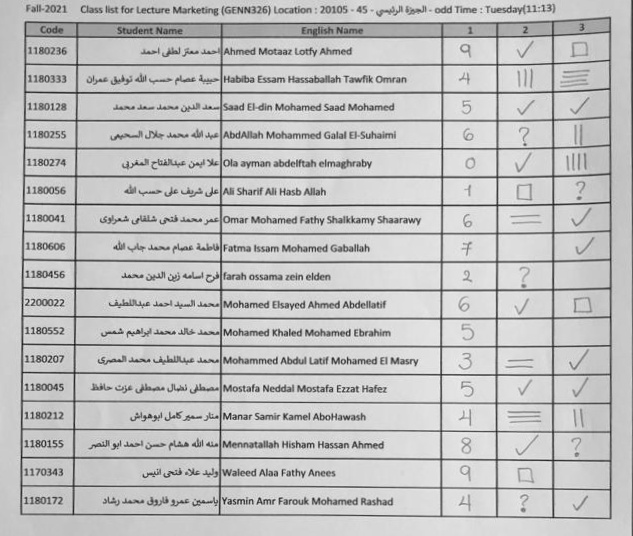 Fall-2021 Class list for Lecture Marketing (GENN326) Location : 20105 - 45 - الجيزة الرئيسي - odd Time : Tuesday(11:13)
Code Student Name English Name 1 2 3
1180236 احمد معتز لطفى احمد Ahmed Motaaz Lotfy Ahmed 9 ✓ □
1180333 حبيبة عصام حسب الله توفيق عمران Habiba Essam Hassaballah Tawfik Omran 4 ||| ☰
1180128 سعد الدين محمد سعد محمد Saad El-din Mohamed Saad Mohamed 5 ✓ ✓
1180255 عبد الله محمد جلال السحيمى AbdAllah Mohammed Galal El-Suhaimi 6 ? ||
1180274 علا ايمن عبدالفتاح المغربى Ola ayman abdelftah elmaghraby 0 ✓ ||||
1180056 على شريف على حسب الله Ali Sharif Ali Hasb Allah 1 □ ?
1180041 عمر محمد فتحى شلقامى شعراوى Omar Mohamed Fathy Shalkkamy Shaarawy 6 = ✓
1180606 فاطمة عصام محمد جاب الله Fatma Issam Mohamed Gaballah 7 ✓
1180456 فرح اسامه زين الدين محمد farah ossama zein elden 2 ?
2200022 محمد السيد احمد عبداللطيف Mohamed Elsayed Ahmed Abdellatif 6 ✓ □
1180552 محمد خالد محمد ابراهيم شمس Mohamed Khaled Mohamed Ebrahim 5
1180207 محمد عبداللطيف محمد المصرى Mohammed Abdul Latif Mohamed El Masry 3 = ✓
1180045 مصطفى نضال مصطفى عزت حافظ Mostafa Neddal Mostafa Ezzat Hafez 5 ✓ ✓
1180212 منار سمير كامل ابوهواش Manar Samir Kamel AboHawash 4 ☰ ||
1180155 منه الله هشام حسن احمد ابو النصر Mennatallah Hisham Hassan Ahmed 8 ✓ ?
1170343 وليد علاء فتحى انيس Waleed Alaa Fathy Anees 9 □
1180172 ياسمين عمرو فاروق محمد رشاد Yasmin Amr Farouk Mohamed Rashad 4 ? ✓